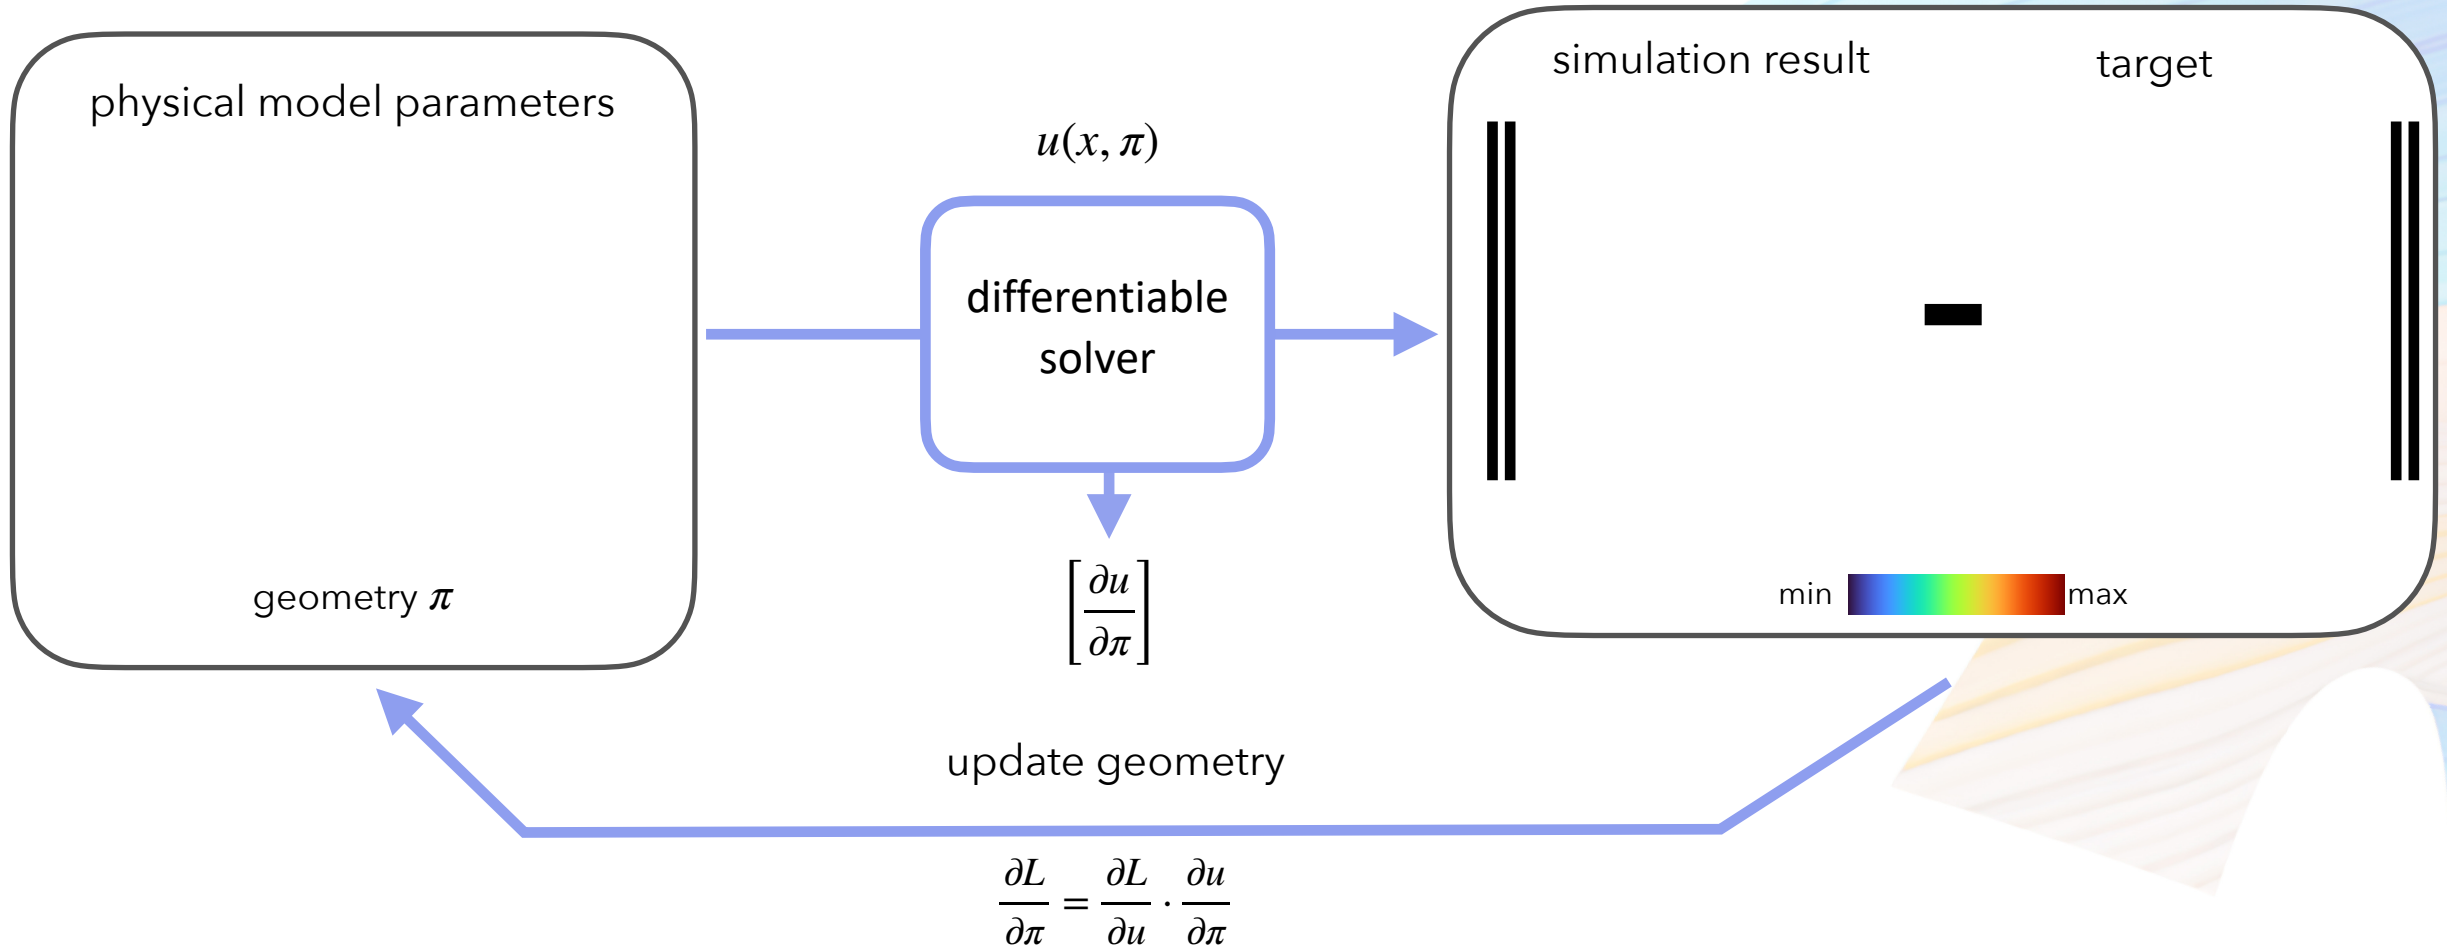 physical model parameters
geometry π
u(x, π)
differentiable
solver
[∂u/∂π]
simulation result
target
‖ − ‖
min
max
update geometry
∂L/∂π = ∂L/∂u · ∂u/∂π